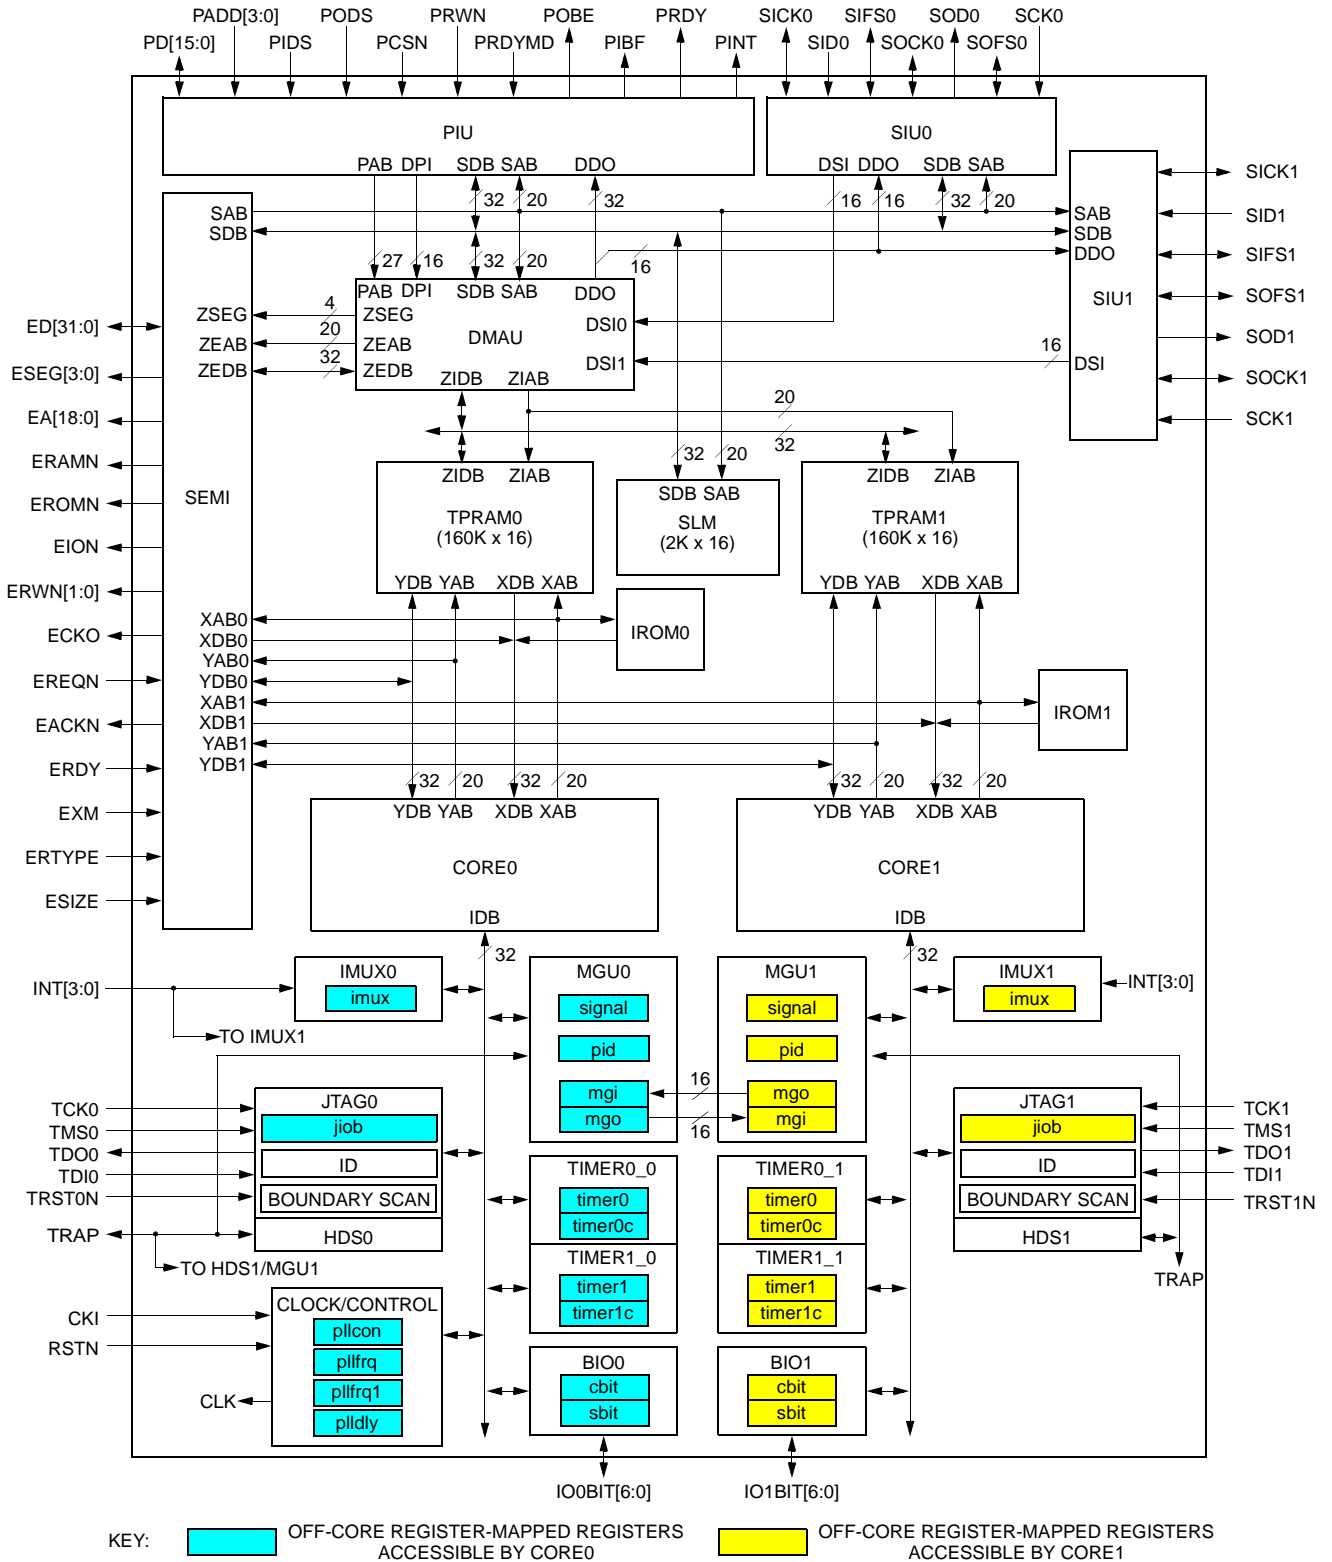 PADD[3:0] PODS PRWN POBE PRDY SICK0 SIFS0 SOD0 SCK0
PD[15:0] PIDS PCSN PRDYMD PIBF PINT SID0 SOCK0 SOFS0
PIU
PAB DPI SDB SAB DDO
SIU0
DSI DDO SDB SAB
32 20 32 16 16 32 20
SAB
SDB
SAB
SDB
DDO
SIU1
DSI
SICK1
SID1
SIFS1
SOFS1
SOD1
SOCK1
SCK1
27 16 32 20 16
PAB DPI SDB SAB DDO
ZSEG
ZEAB
ZEDB
DMAU
DSI0
DSI1
ZIDB ZIAB
4
20
32
16
ZSEG
ZEAB
ZEDB
ED[31:0]
ESEG[3:0]
EA[18:0]
ERAMN
EROMN
EION
ERWN[1:0]
ECKO
EREQN
EACKN
ERDY
EXM
ERTYPE
ESIZE
SEMI
20
32
32 20
ZIDB ZIAB
TPRAM0
(160K x 16)
YDB YAB XDB XAB
SDB SAB
SLM
(2K x 16)
ZIDB ZIAB
TPRAM1
(160K x 16)
YDB YAB XDB XAB
XAB0
XDB0
YAB0
YDB0
XAB1
XDB1
YAB1
YDB1
IROM0
IROM1
32 20 32 20 32 20 32 20
YDB YAB XDB XAB
CORE0
IDB
YDB YAB XDB XAB
CORE1
IDB
32
32
INT[3:0]
IMUX0
imux
TO IMUX1
MGU0
signal
pid
mgi
mgo
16
16
MGU1
signal
pid
mgo
mgi
IMUX1
imux
INT[3:0]
TCK0
TMS0
TDO0
TDI0
TRST0N
TRAP
JTAG0
jiob
ID
BOUNDARY SCAN
HDS0
TO HDS1/MGU1
TIMER0_0
timer0
timer0c
TIMER1_0
timer1
timer1c
TIMER0_1
timer0
timer0c
TIMER1_1
timer1
timer1c
JTAG1
jiob
ID
BOUNDARY SCAN
HDS1
TCK1
TMS1
TDO1
TDI1
TRST1N
TRAP
CKI
RSTN
CLK
CLOCK/CONTROL
pllcon
pllfrq
pllfrq1
plldly
BIO0
cbit
sbit
BIO1
cbit
sbit
IO0BIT[6:0]
IO1BIT[6:0]
KEY:
OFF-CORE REGISTER-MAPPED REGISTERS
ACCESSIBLE BY CORE0
OFF-CORE REGISTER-MAPPED REGISTERS
ACCESSIBLE BY CORE1